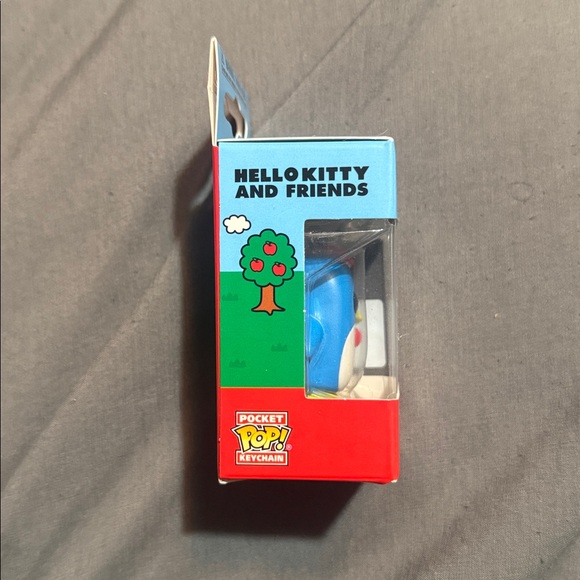 HELLO KITTY
AND FRIENDS
POCKET
POP!®
KEYCHAIN